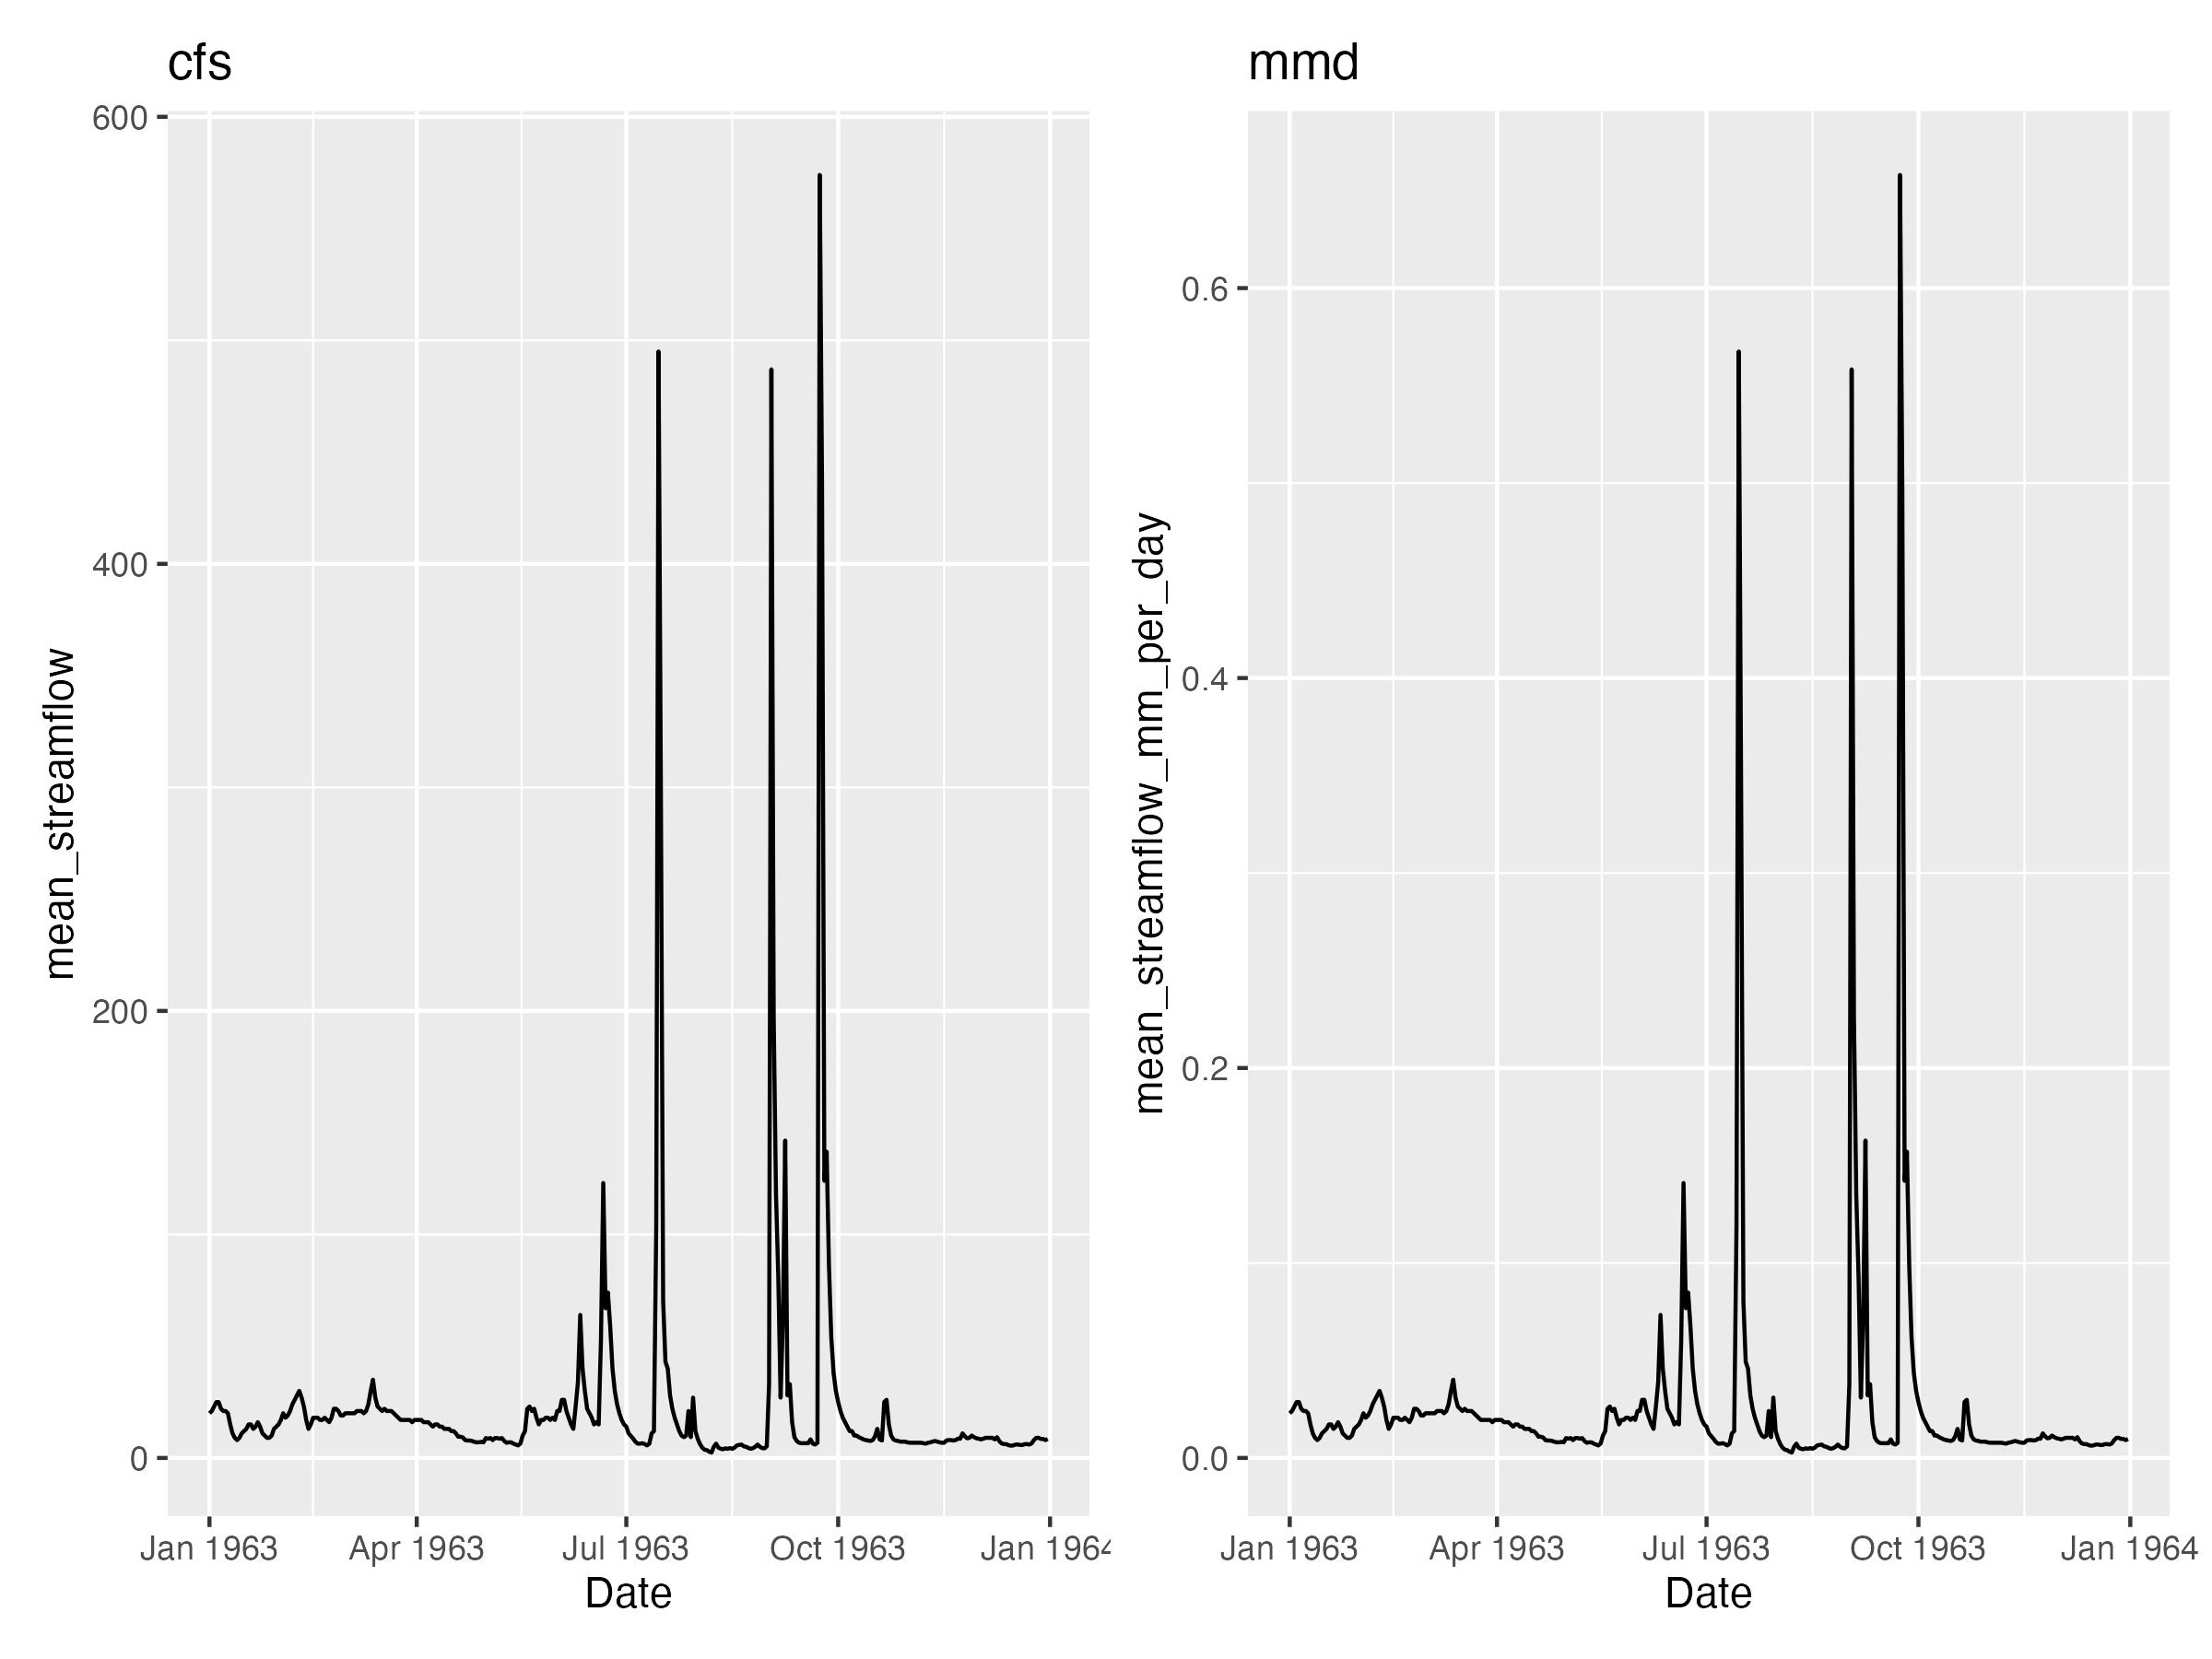 cfs
600
400
200
0
mean_streamflow
Jan 1963 Apr 1963 Jul 1963 Oct 1963 Jan 1964
Date
mmd
0.6
0.4
0.2
0.0
mean_streamflow_mm_per_day
Jan 1963 Apr 1963 Jul 1963 Oct 1963 Jan 1964
Date